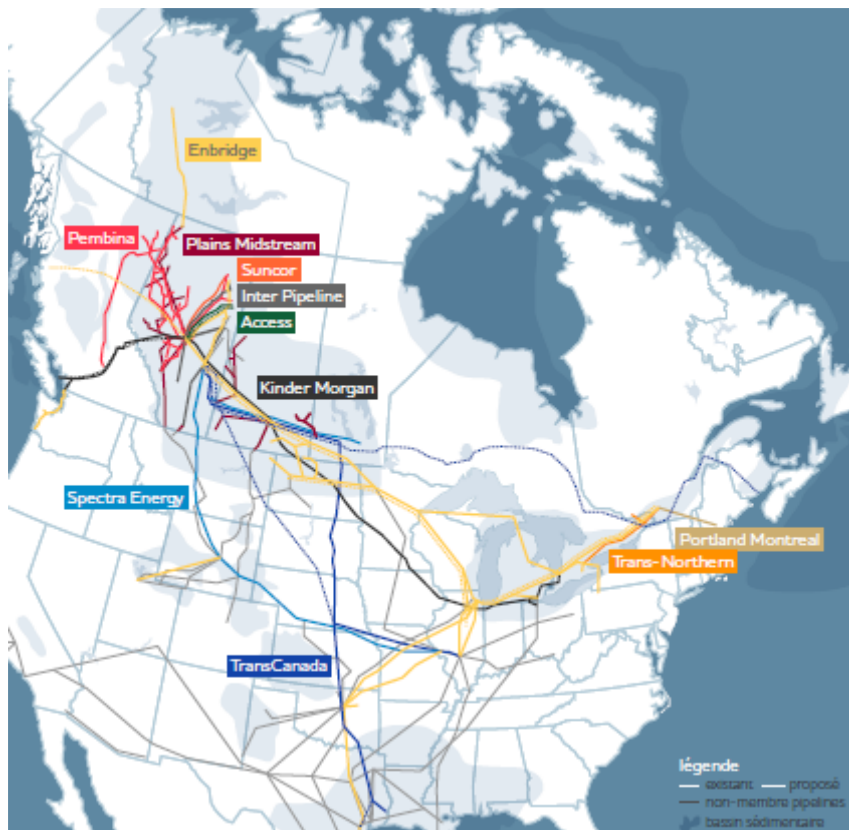 Enbridge
Pembina
Plains Midstream
Suncor
Inter Pipeline
Access
Kinder Morgan
Spectra Energy
Portland Montreal
Trans-Northern
TransCanada
légende
existant proposé
non-membre pipelines
bassin sédimentaire